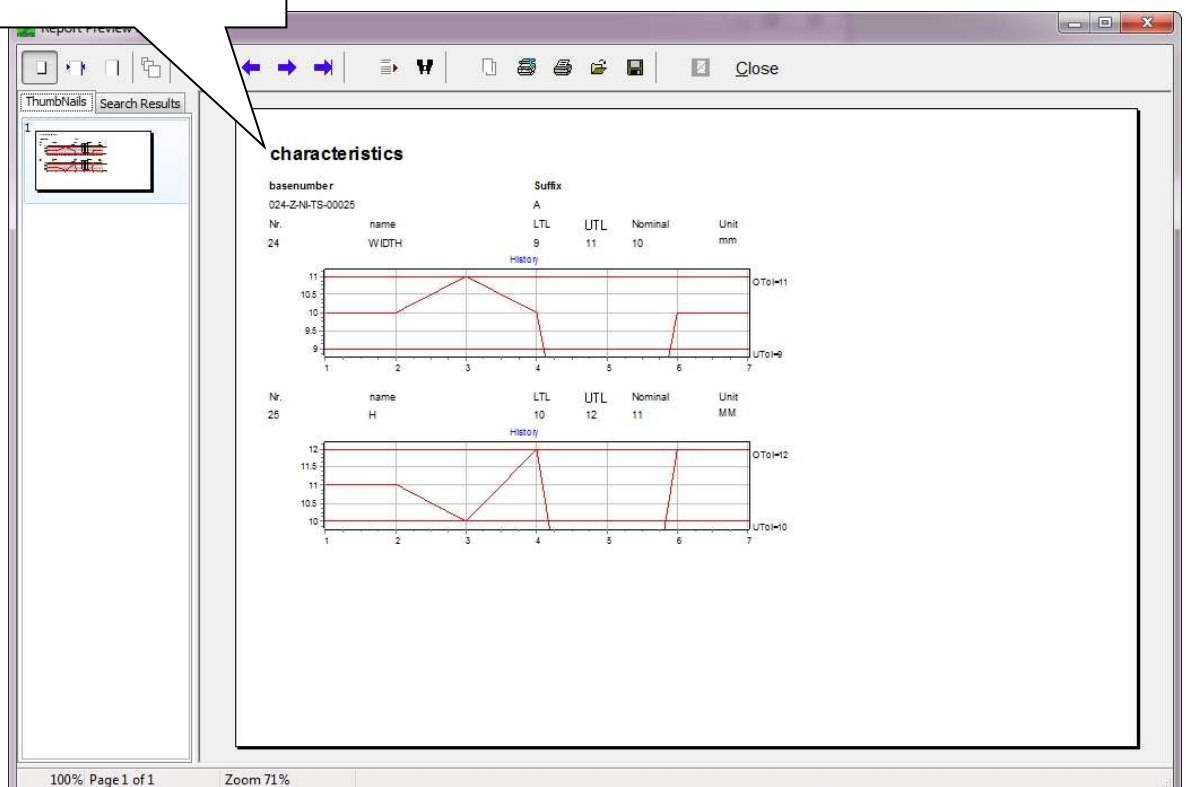 Report Preview
Close
ThumbNails Search Results
1
characteristics
basenumber Suffix
024-Z-NI-TS-00025 A
Nr. name LTL UTL Nominal Unit
24 WIDTH 9 11 10 mm
History
11
10.5
10
9.5
9
OTol=11
UTol=9
1 2 3 4 5 6 7
Nr. name LTL UTL Nominal Unit
25 H 10 12 11 MM
History
12
11.5
11
10.5
10
OTol=12
UTol=10
1 2 3 4 5 6 7
100% Page 1 of 1 Zoom 71%